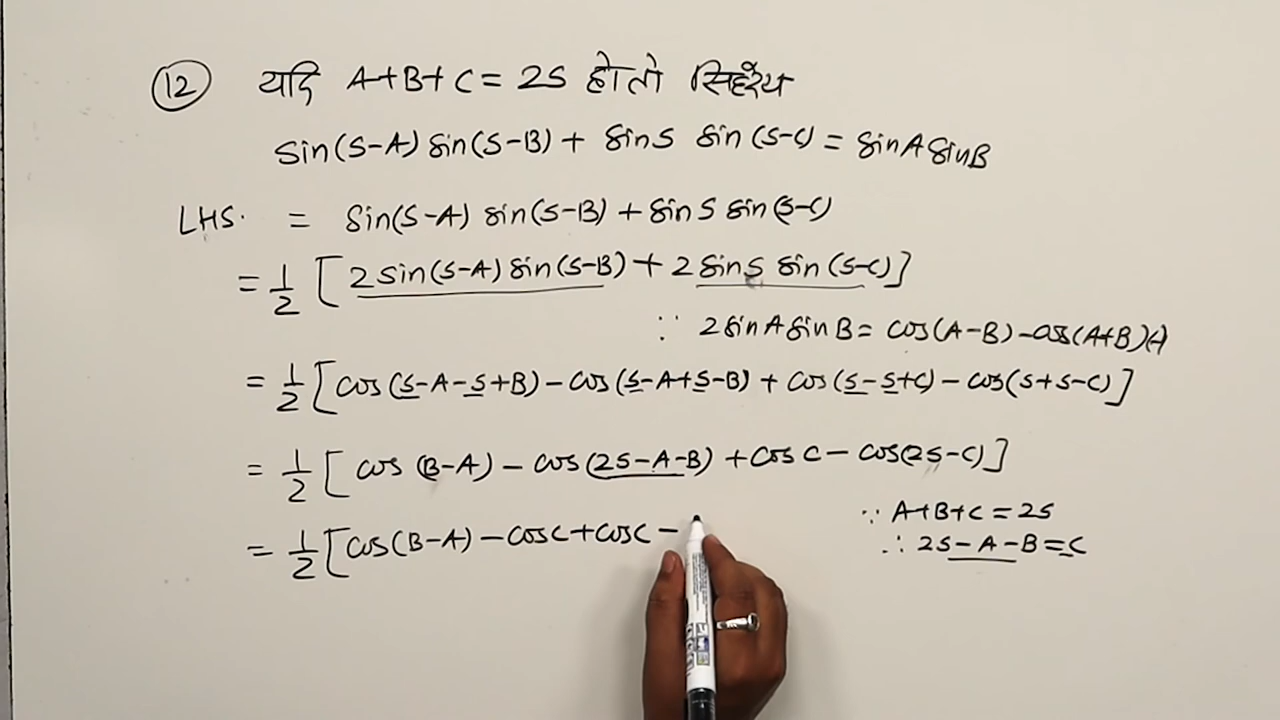 12 यदि A+B+C = 2S हो तो सिद्ध करो
Sin(S-A) Sin(S-B) + Sin S Sin (S-C) = Sin A Sin B
LHS. = Sin(S-A) sin(S-B) + Sin S sin(S-C)
= 1/2 [ 2 sin(S-A) sin(S-B) + 2 Sin S sin (S-C) ]
∵ 2 sin A sin B = cos(A-B) - cos(A+B)
= 1/2 [ cos (S-A-S+B) - cos (S-A+S-B) + cos (S-S+C) - cos(S+S-C) ]
= 1/2 [ cos (B-A) - cos (2S-A-B) + cos C - cos(2S-C) ]
∵ A+B+C = 2S
∴ 2S-A-B = C
= 1/2 [ cos(B-A) - cos C + cos C -